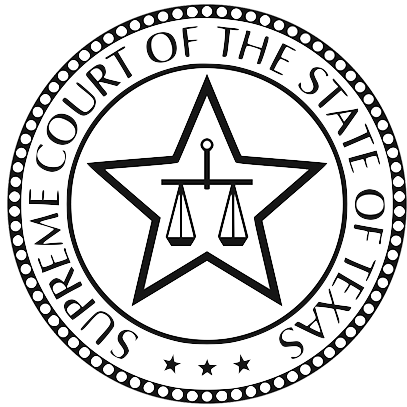 SUPREME COURT OF THE STATE OF TEXAS